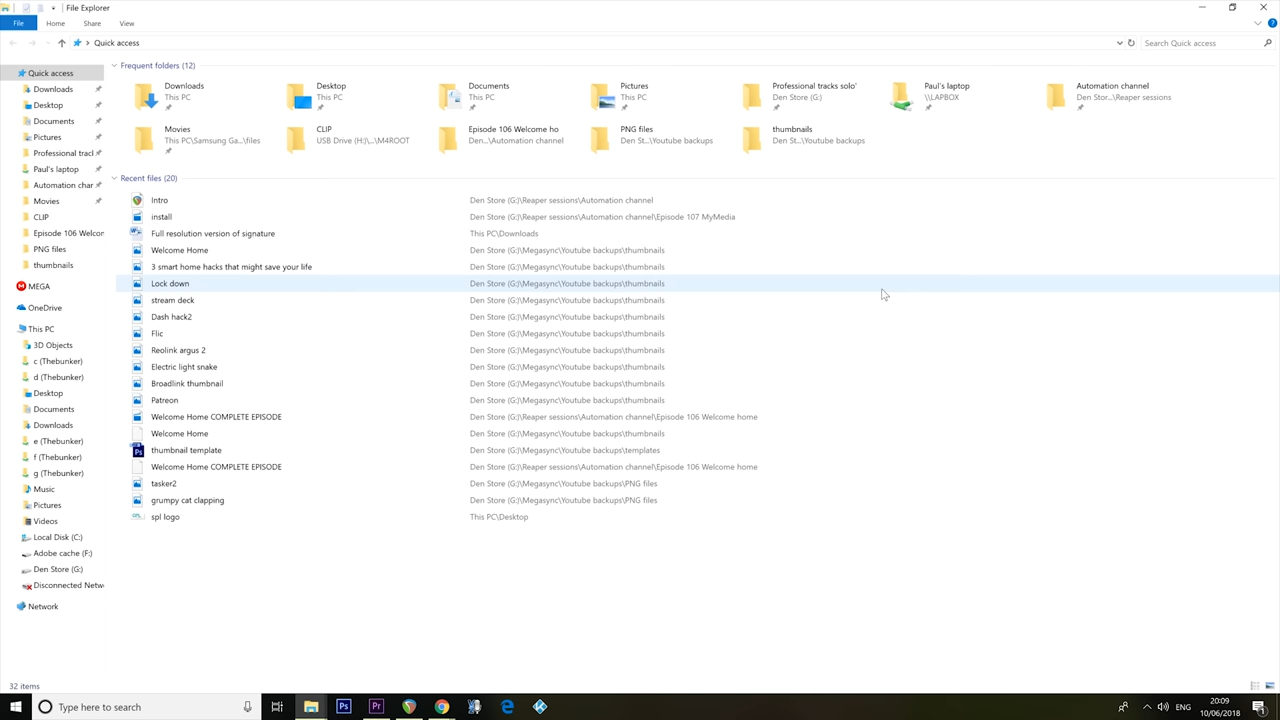 File Explorer
File Home Share View
Quick access
Search Quick access
Quick access
Downloads
Desktop
Documents
Pictures
Professional tracl
Paul's laptop
Automation char
Movies
CLIP
Episode 106 Welcor
PNG files
thumbnails
MEGA
OneDrive
This PC
3D Objects
c (Thebunker)
d (Thebunker)
Desktop
Documents
Downloads
e (Thebunker)
f (Thebunker)
g (Thebunker)
Music
Pictures
Videos
Local Disk (C:)
Adobe cache (F:)
Den Store (G:)
Disconnected Netw
Network
Frequent folders (12)
Downloads
This PC
Desktop
This PC
Documents
This PC
Pictures
This PC
Professional tracks solo'
Den Store (G:)
Paul's laptop
\\LAPBOX
Automation channel
Den Stor...\Reaper sessions
Movies
This PC\Samsung Ga...\files
CLIP
USB Drive (H:)\...\M4ROOT
Episode 106 Welcome ho
Den...\Automation channel
PNG files
Den St...\Youtube backups
thumbnails
Den St...\Youtube backups
Recent files (20)
Intro Den Store (G:)\Reaper sessions\Automation channel
install Den Store (G:)\Reaper sessions\Automation channel\Episode 107 MyMedia
Full resolution version of signature This PC\Downloads
Welcome Home Den Store (G:)\Megasync\Youtube backups\thumbnails
3 smart home hacks that might save your life Den Store (G:)\Megasync\Youtube backups\thumbnails
Lock down Den Store (G:)\Megasync\Youtube backups\thumbnails
stream deck Den Store (G:)\Megasync\Youtube backups\thumbnails
Dash hack2 Den Store (G:)\Megasync\Youtube backups\thumbnails
Flic Den Store (G:)\Megasync\Youtube backups\thumbnails
Reolink argus 2 Den Store (G:)\Megasync\Youtube backups\thumbnails
Electric light snake Den Store (G:)\Megasync\Youtube backups\thumbnails
Broadlink thumbnail Den Store (G:)\Megasync\Youtube backups\thumbnails
Patreon Den Store (G:)\Megasync\Youtube backups\thumbnails
Welcome Home COMPLETE EPISODE Den Store (G:)\Reaper sessions\Automation channel\Episode 106 Welcome home
Welcome Home Den Store (G:)\Megasync\Youtube backups\thumbnails
thumbnail template Den Store (G:)\Megasync\Youtube backups\templates
Welcome Home COMPLETE EPISODE Den Store (G:)\Reaper sessions\Automation channel\Episode 106 Welcome home
tasker2 Den Store (G:)\Megasync\Youtube backups\PNG files
grumpy cat clapping Den Store (G:)\Megasync\Youtube backups\PNG files
spl logo This PC\Desktop
32 items
Type here to search
Ps
Pr
ENG
20:09
10/06/2018